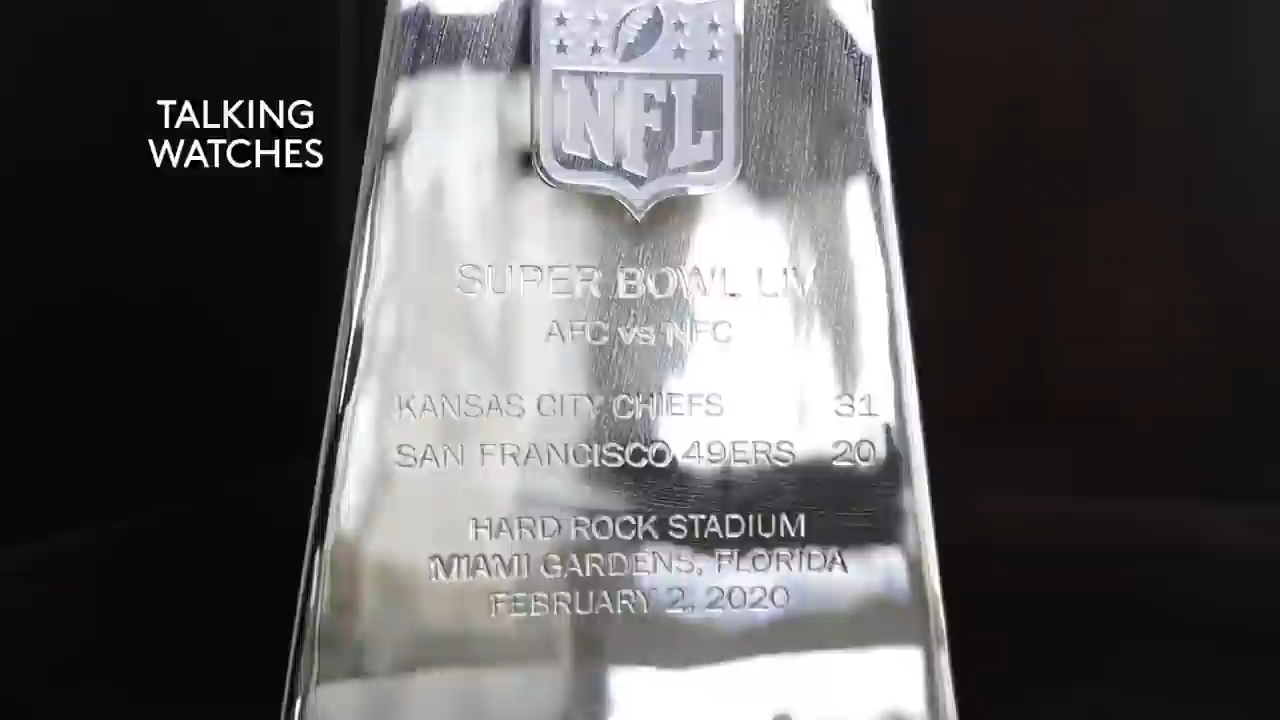 TALKING
WATCHES
NFL
SUPER BOWL LIV
AFC vs NFC
KANSAS CITY CHIEFS 31
SAN FRANCISCO 49ERS 20
HARD ROCK STADIUM
MIAMI GARDENS, FLORIDA
FEBRUARY 2, 2020